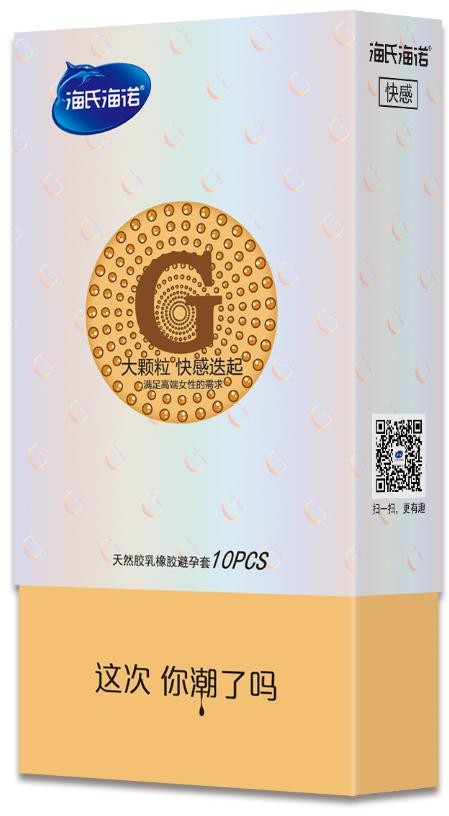 海氏海诺®
海氏海诺®
快感
G
大颗粒 快感迭起
满足高端女性的需求
扫一扫，更有趣
天然胶乳橡胶避孕套10PCS
这次 你潮了吗